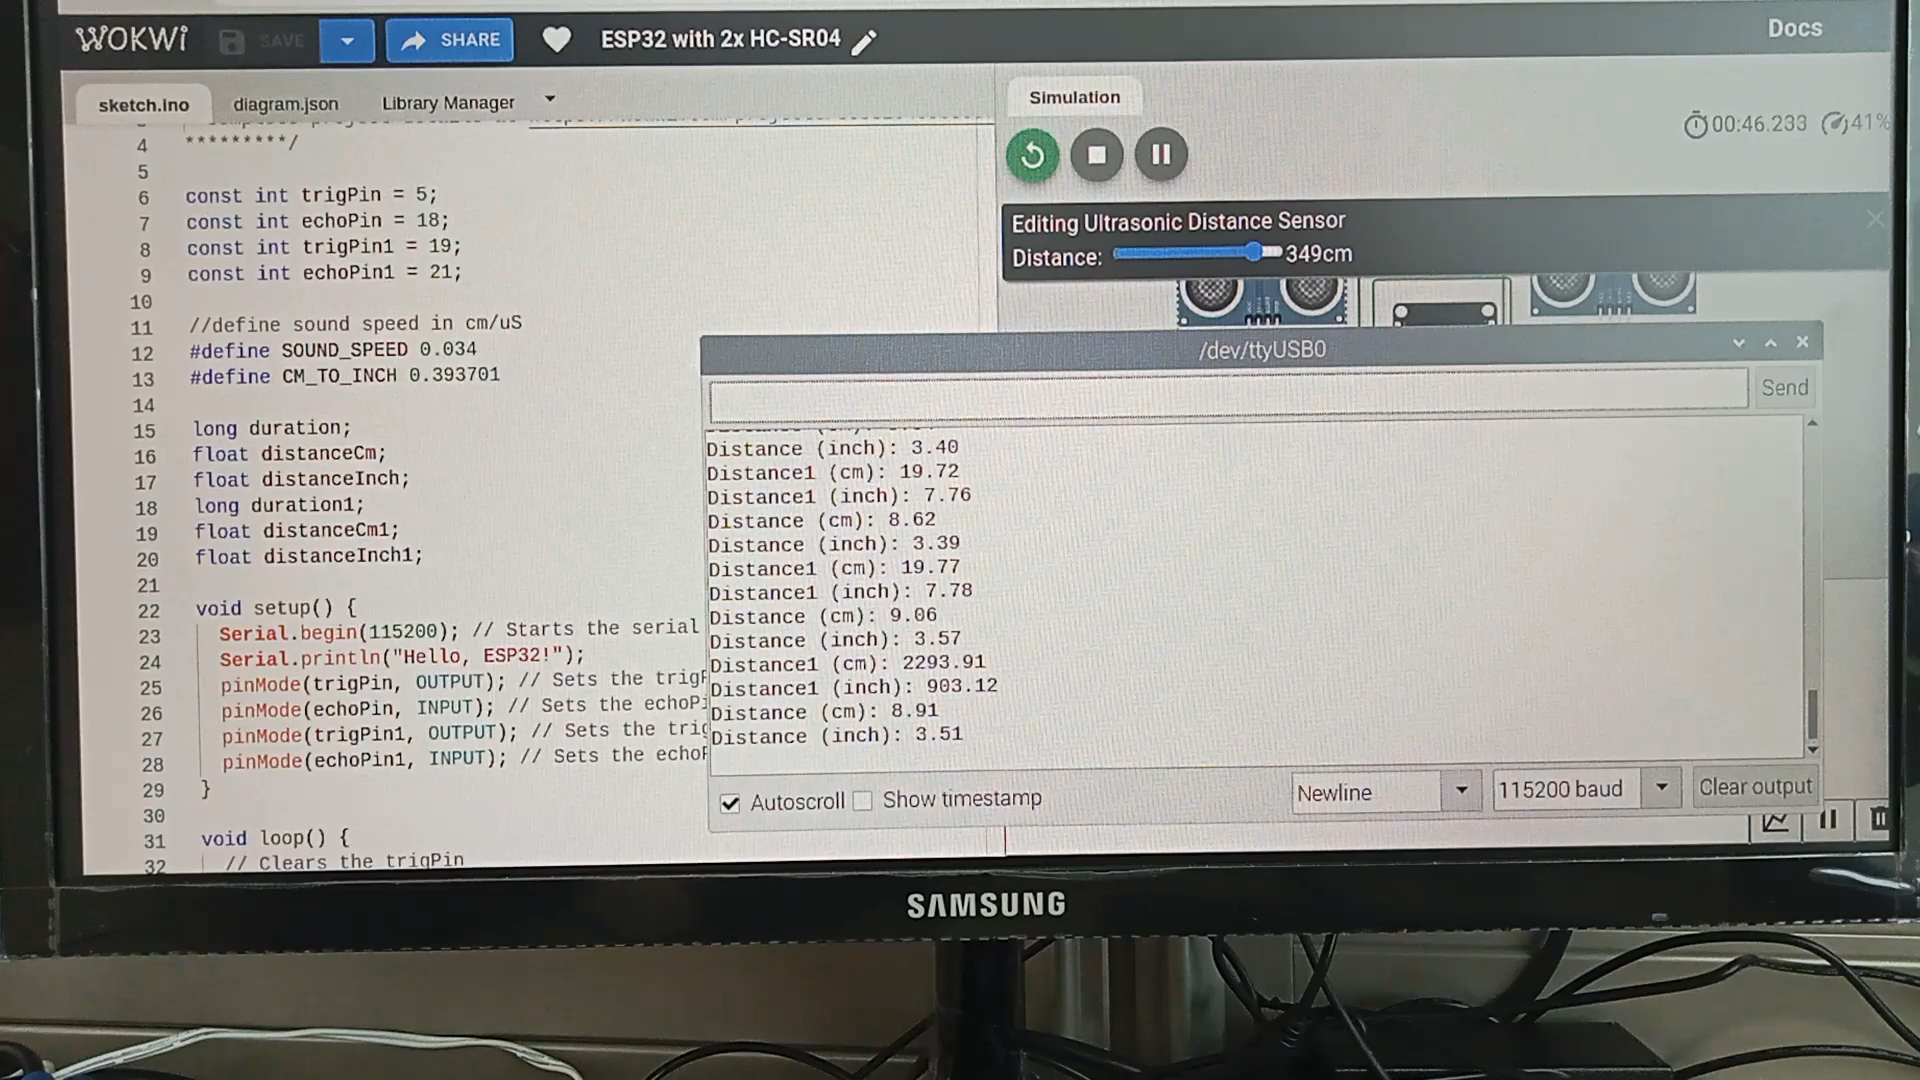 WOKWi
SAVE
SHARE
ESP32 with 2x HC-SR04
Docs
sketch.ino
diagram.json
Library Manager
Simulation
00:46.233
41%
4 *********/
5
6 const int trigPin = 5;
7 const int echoPin = 18;
8 const int trigPin1 = 19;
9 const int echoPin1 = 21;
10
11 //define sound speed in cm/uS
12 #define SOUND_SPEED 0.034
13 #define CM_TO_INCH 0.393701
14
15 long duration;
16 float distanceCm;
17 float distanceInch;
18 long duration1;
19 float distanceCm1;
20 float distanceInch1;
21
22 void setup() {
23 Serial.begin(115200); // Starts the serial
24 Serial.println("Hello, ESP32!");
25 pinMode(trigPin, OUTPUT); // Sets the trigP
26 pinMode(echoPin, INPUT); // Sets the echoPi
27 pinMode(trigPin1, OUTPUT); // Sets the trig
28 pinMode(echoPin1, INPUT); // Sets the echoP
29 }
30
31 void loop() {
32 // Clears the trigPin
Editing Ultrasonic Distance Sensor
Distance: 349cm
/dev/ttyUSB0
Send
Distance (inch): 3.40
Distance1 (cm): 19.72
Distance1 (inch): 7.76
Distance (cm): 8.62
Distance (inch): 3.39
Distance1 (cm): 19.77
Distance1 (inch): 7.78
Distance (cm): 9.06
Distance (inch): 3.57
Distance1 (cm): 2293.91
Distance1 (inch): 903.12
Distance (cm): 8.91
Distance (inch): 3.51
Autoscroll
Show timestamp
Newline
115200 baud
Clear output
SAMSUNG